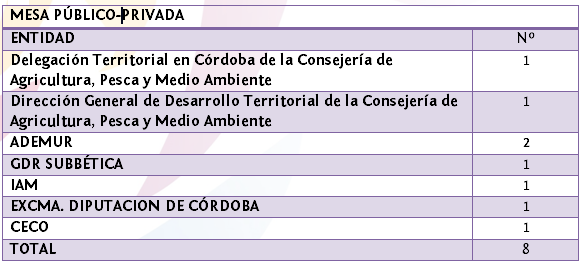 MESA PÚBLICO-PRIVADA
ENTIDAD Nº
Delegación Territorial en Córdoba de la Consejería de 1
Agricultura, Pesca y Medio Ambiente
Dirección General de Desarrollo Territorial de la Consejería de 1
Agricultura, Pesca y Medio Ambiente
ADEMUR 2
GDR SUBBÉTICA 1
IAM 1
EXCMA. DIPUTACION DE CÓRDOBA 1
CECO 1
TOTAL 8